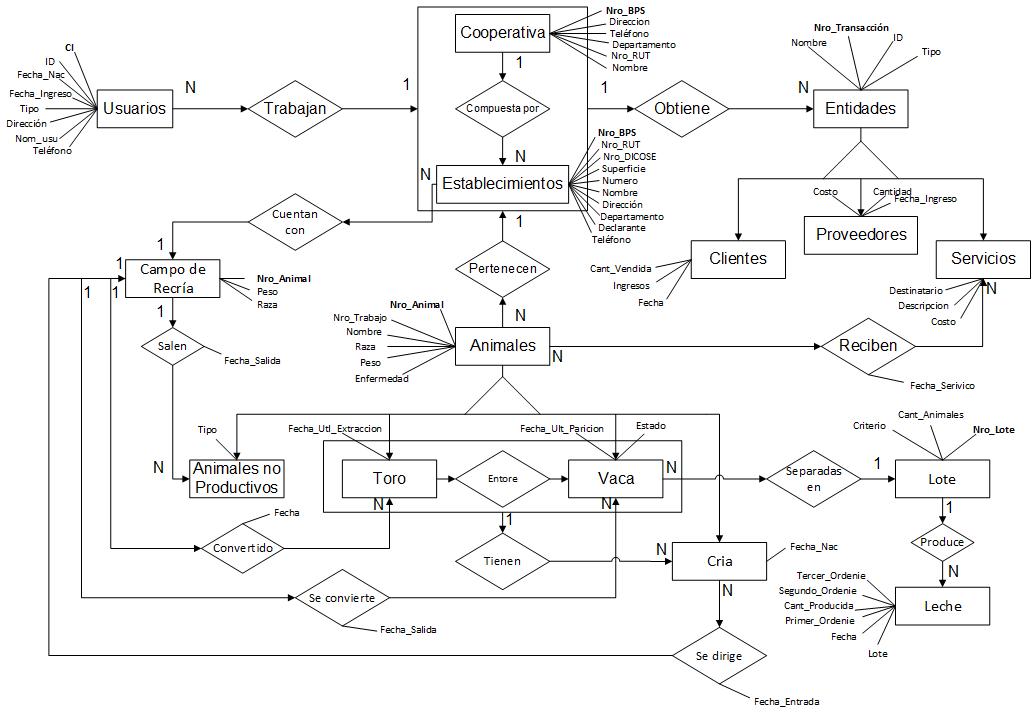 Nro_BPS
Direccion
Teléfono
Departamento
Nro_RUT
Nombre
Cooperativa
1
Compuesta por
N
CI
ID
Fecha_Nac
Fecha_Ingreso
Tipo
Dirección
Nom_usu
Teléfono
Usuarios
N
Trabajan
1
1
Obtiene
N
Nro_Transacción
Nombre
ID
Tipo
Entidades
Nro_BPS
Nro_RUT
Nro_DICOSE
Superficie
Numero
Nombre
Dirección
Departamento
Declarante
Teléfono
N
Establecimientos
Cuentan
con
1
1
Pertenecen
N
Costo
Cantidad
Fecha_Ingreso
Proveedores
Clientes
Cant_Vendida
Ingresos
Fecha
Servicios
Destinatario
Descripcion
Costo
N
1
1
1
Campo de
Recría
Nro_Animal
Peso
Raza
1
Salen
Fecha_Salida
Nro_Animal
Nro_Trabajo
Nombre
Raza
Peso
Enfermedad
Animales
N
Reciben
Fecha_Serivico
Tipo
N
Animales no
Productivos
Fecha_Utl_Extraccion
Toro
N
Entore
Fecha_Ult_Paricion
Estado
Vaca
N
N
Separadas
en
1
Criterio
Cant_Animales
Nro_Lote
Lote
1
Produce
N
Tercer_Ordenie
Segundo_Ordenie
Cant_Producida
Primer_Ordenie
Fecha
Lote
Leche
Fecha
Convertido
1
Tienen
N
Cria
Fecha_Nac
N
Se convierte
Fecha_Salida
Se dirige
Fecha_Entrada